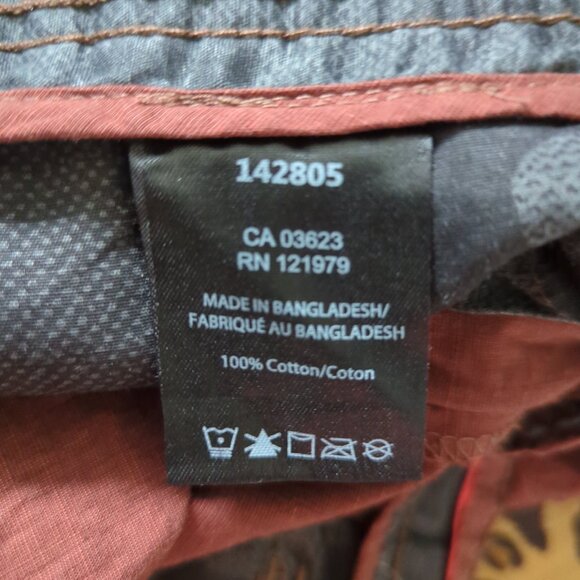 142805
CA 03623
RN 121979
MADE IN BANGLADESH/
FABRIQUÉ AU BANGLADESH
100% Cotton/Coton